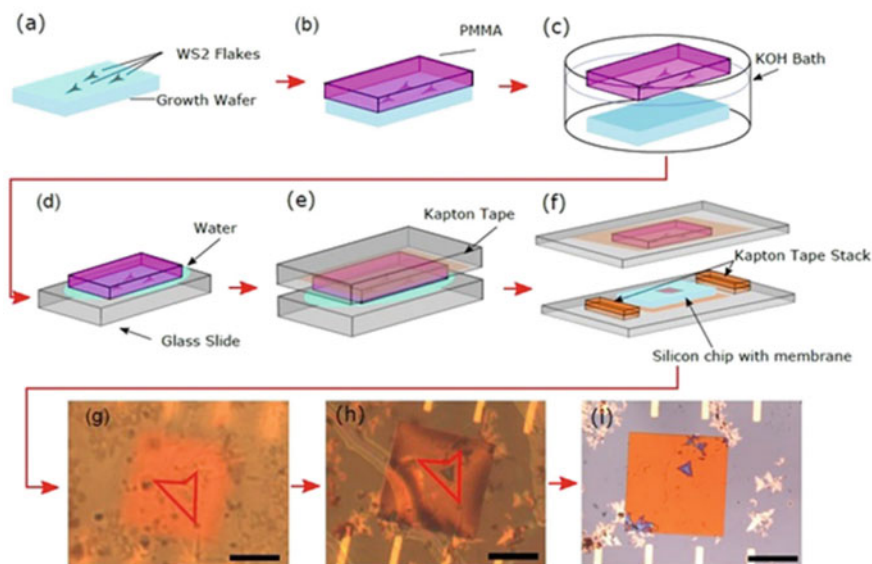 (a)
WS2 Flakes
Growth Wafer
(b)
PMMA
(c)
KOH Bath
(d)
Water
Glass Slide
(e)
Kapton Tape
(f)
Kapton Tape Stack
Silicon chip with membrane
(g)
(h)
(i)